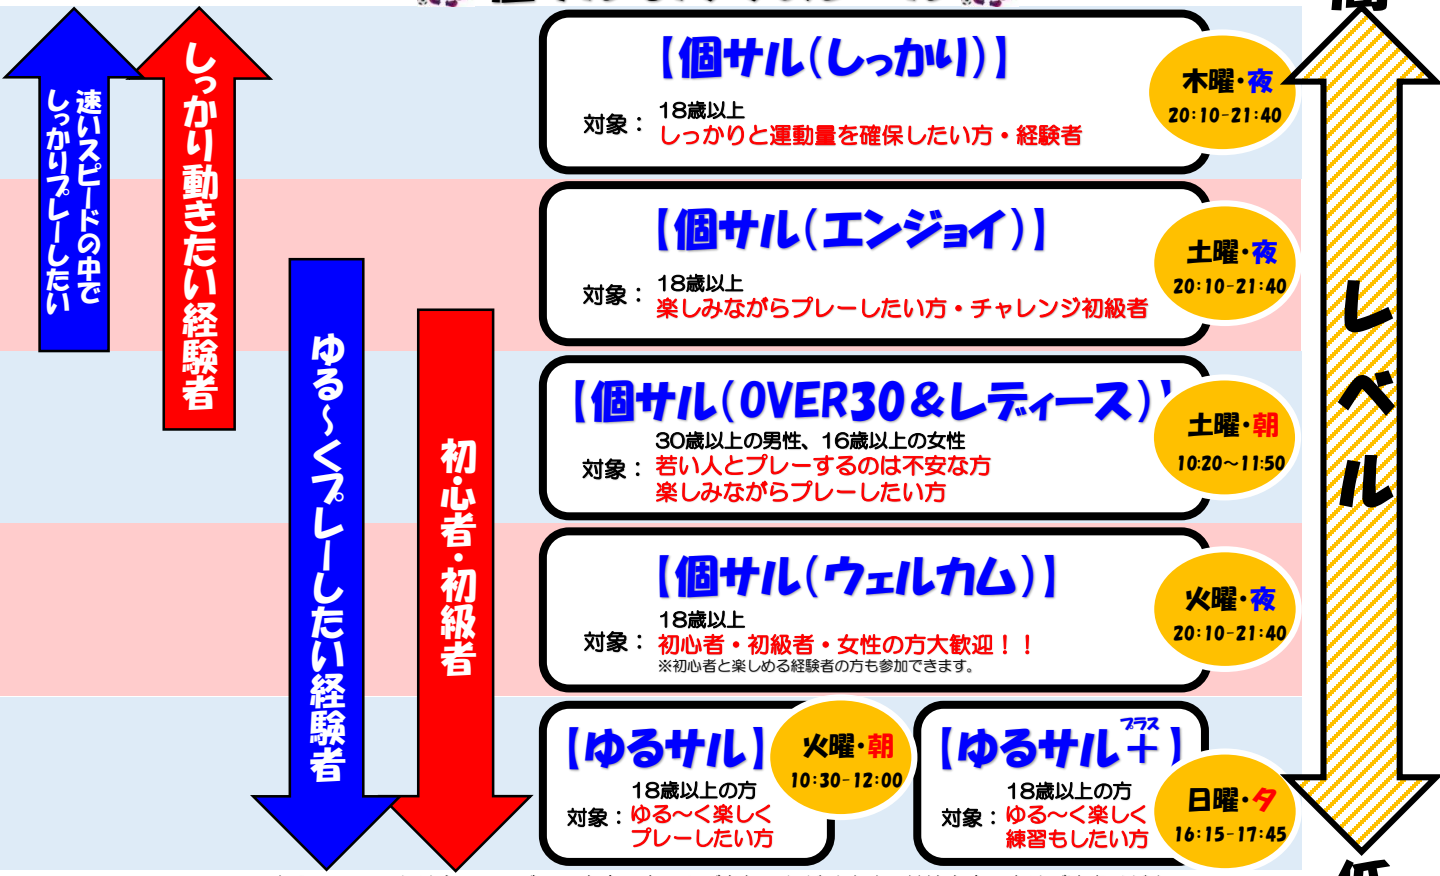 速いスピードの中で
しっかりプレーしたい
しっかり動きたい経験者
ゆる～くプレーしたい経験者
初心者・初級者
【個サル(しっかり)】
対象：
18歳以上
しっかりと運動量を確保したい方・経験者
木曜・夜
20:10-21:40
【個サル(エンジョイ)】
対象：
18歳以上
楽しみながらプレーしたい方・チャレンジ初級者
土曜・夜
20:10-21:40
【個サル(OVER30＆レディース)】
対象：
30歳以上の男性、16歳以上の女性
若い人とプレーするのは不安な方
楽しみながらプレーしたい方
土曜・朝
10:20～11:50
【個サル(ウェルカム)】
対象：
18歳以上
初心者・初級者・女性の方大歓迎！！
※初心者と楽しめる経験者の方も参加できます。
火曜・夜
20:10-21:40
【ゆるサル】
対象：
18歳以上の方
ゆる～く楽しく
プレーしたい方
火曜・朝
10:30-12:00
プラス
【ゆるサル＋】
対象：
18歳以上の方
ゆる～く楽しく
練習もしたい方
日曜・夕
16:15-17:45
レベル